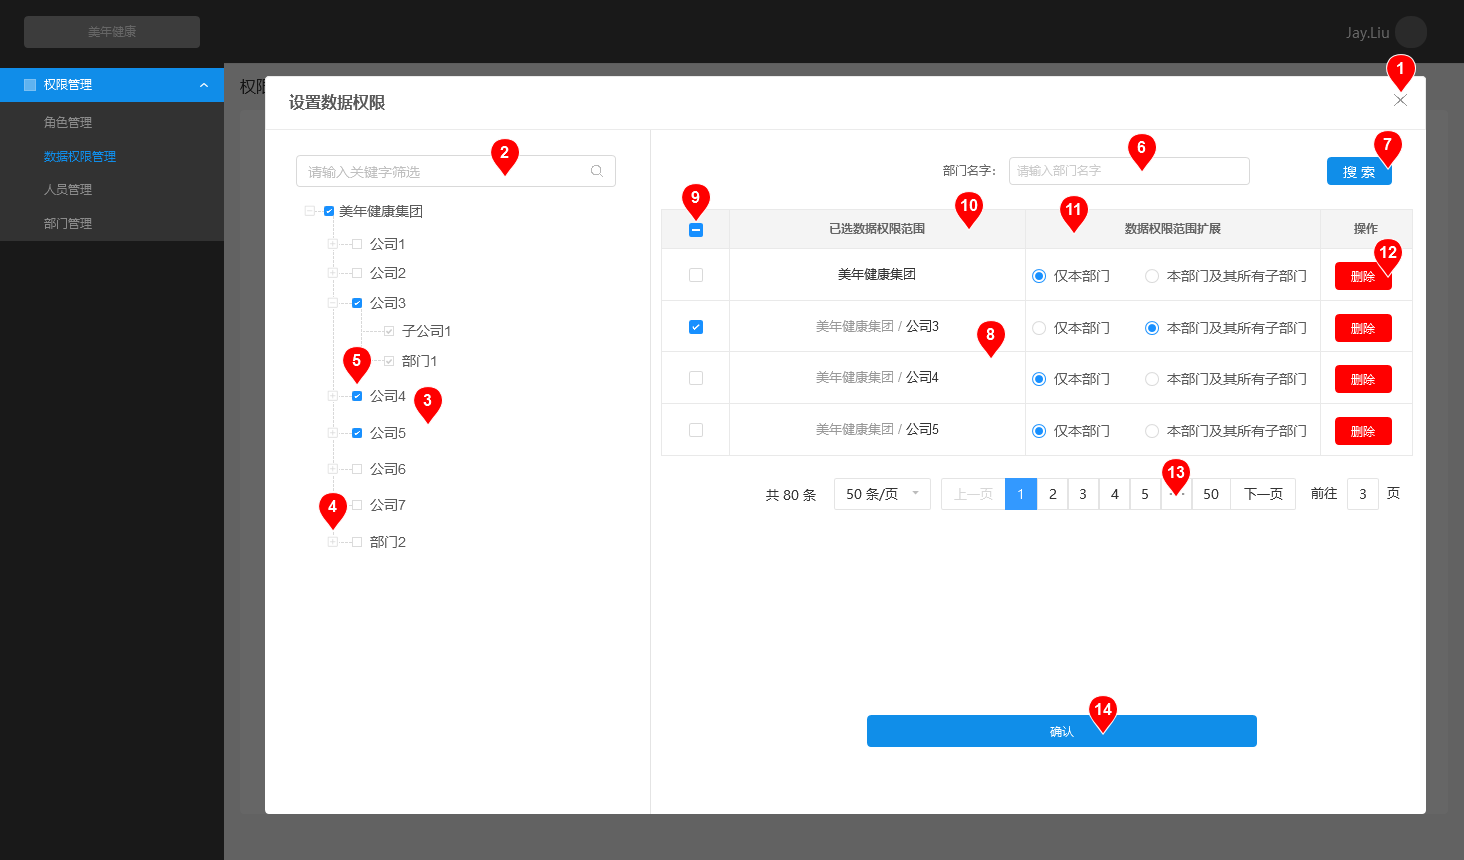 美年健康
Jay.Liu
权限管理
角色管理
数据权限管理
人员管理
部门管理
权限
设置数据权限
1
请输入关键字筛选
2
美年健康集团
公司1
公司2
公司3
子公司1
部门1
5
公司4
3
公司5
公司6
4
公司7
部门2
部门名字:
请输入部门名字
6
搜 索
7
9
已选数据权限范围
10
11
数据权限范围扩展
操作
美年健康集团
仅本部门
本部门及其所有子部门
删除
12
美年健康集团 / 公司3
8
仅本部门
本部门及其所有子部门
删除
美年健康集团 / 公司4
仅本部门
本部门及其所有子部门
删除
美年健康集团 / 公司5
仅本部门
本部门及其所有子部门
删除
13
共 80 条 50 条/页 上一页 1 2 3 4 5 ··· 50 下一页 前往 3 页
14
确认